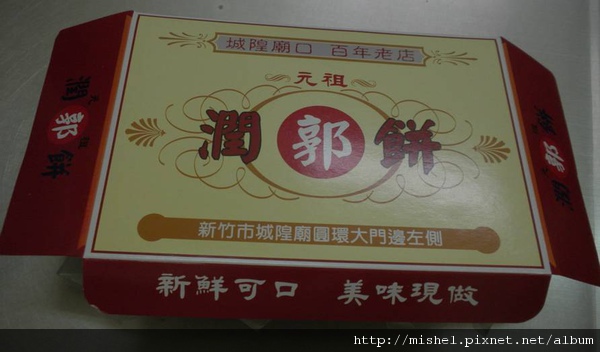 城隍廟口 百年老店
元祖
潤 郭 餅
新竹市城隍廟圓環大門邊左側
新鮮可口 美味現做
潤 元 郭 祖 餅
餅 郭 潤
http://mishel.pixnet.net/album